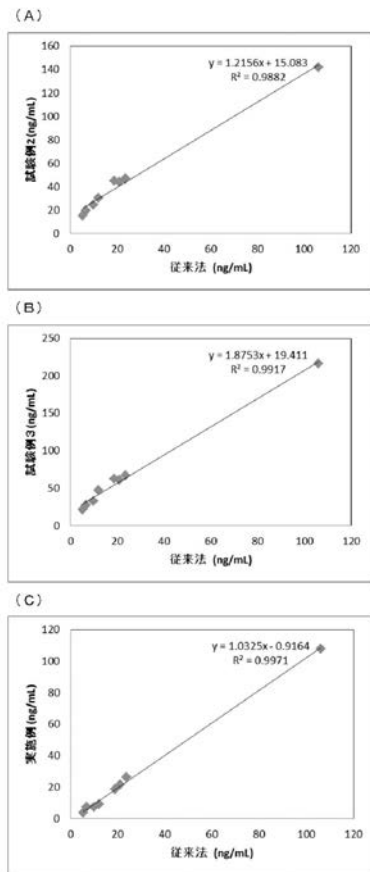 （A）
160
140
120
100
80
60
40
20
0
試験例2 (ng/mL)
y = 1.2156x + 15.083
R² = 0.9882
0 20 40 60 80 100 120
従来法 (ng/mL)
（B）
250
200
150
100
50
0
試験例3 (ng/mL)
y = 1.8753x + 19.411
R² = 0.9917
0 20 40 60 80 100 120
従来法 (ng/mL)
（C）
120
100
80
60
40
20
0
実施例 (ng/mL)
y = 1.0325x - 0.9164
R² = 0.9971
0 20 40 60 80 100 120
従来法 (ng/mL)